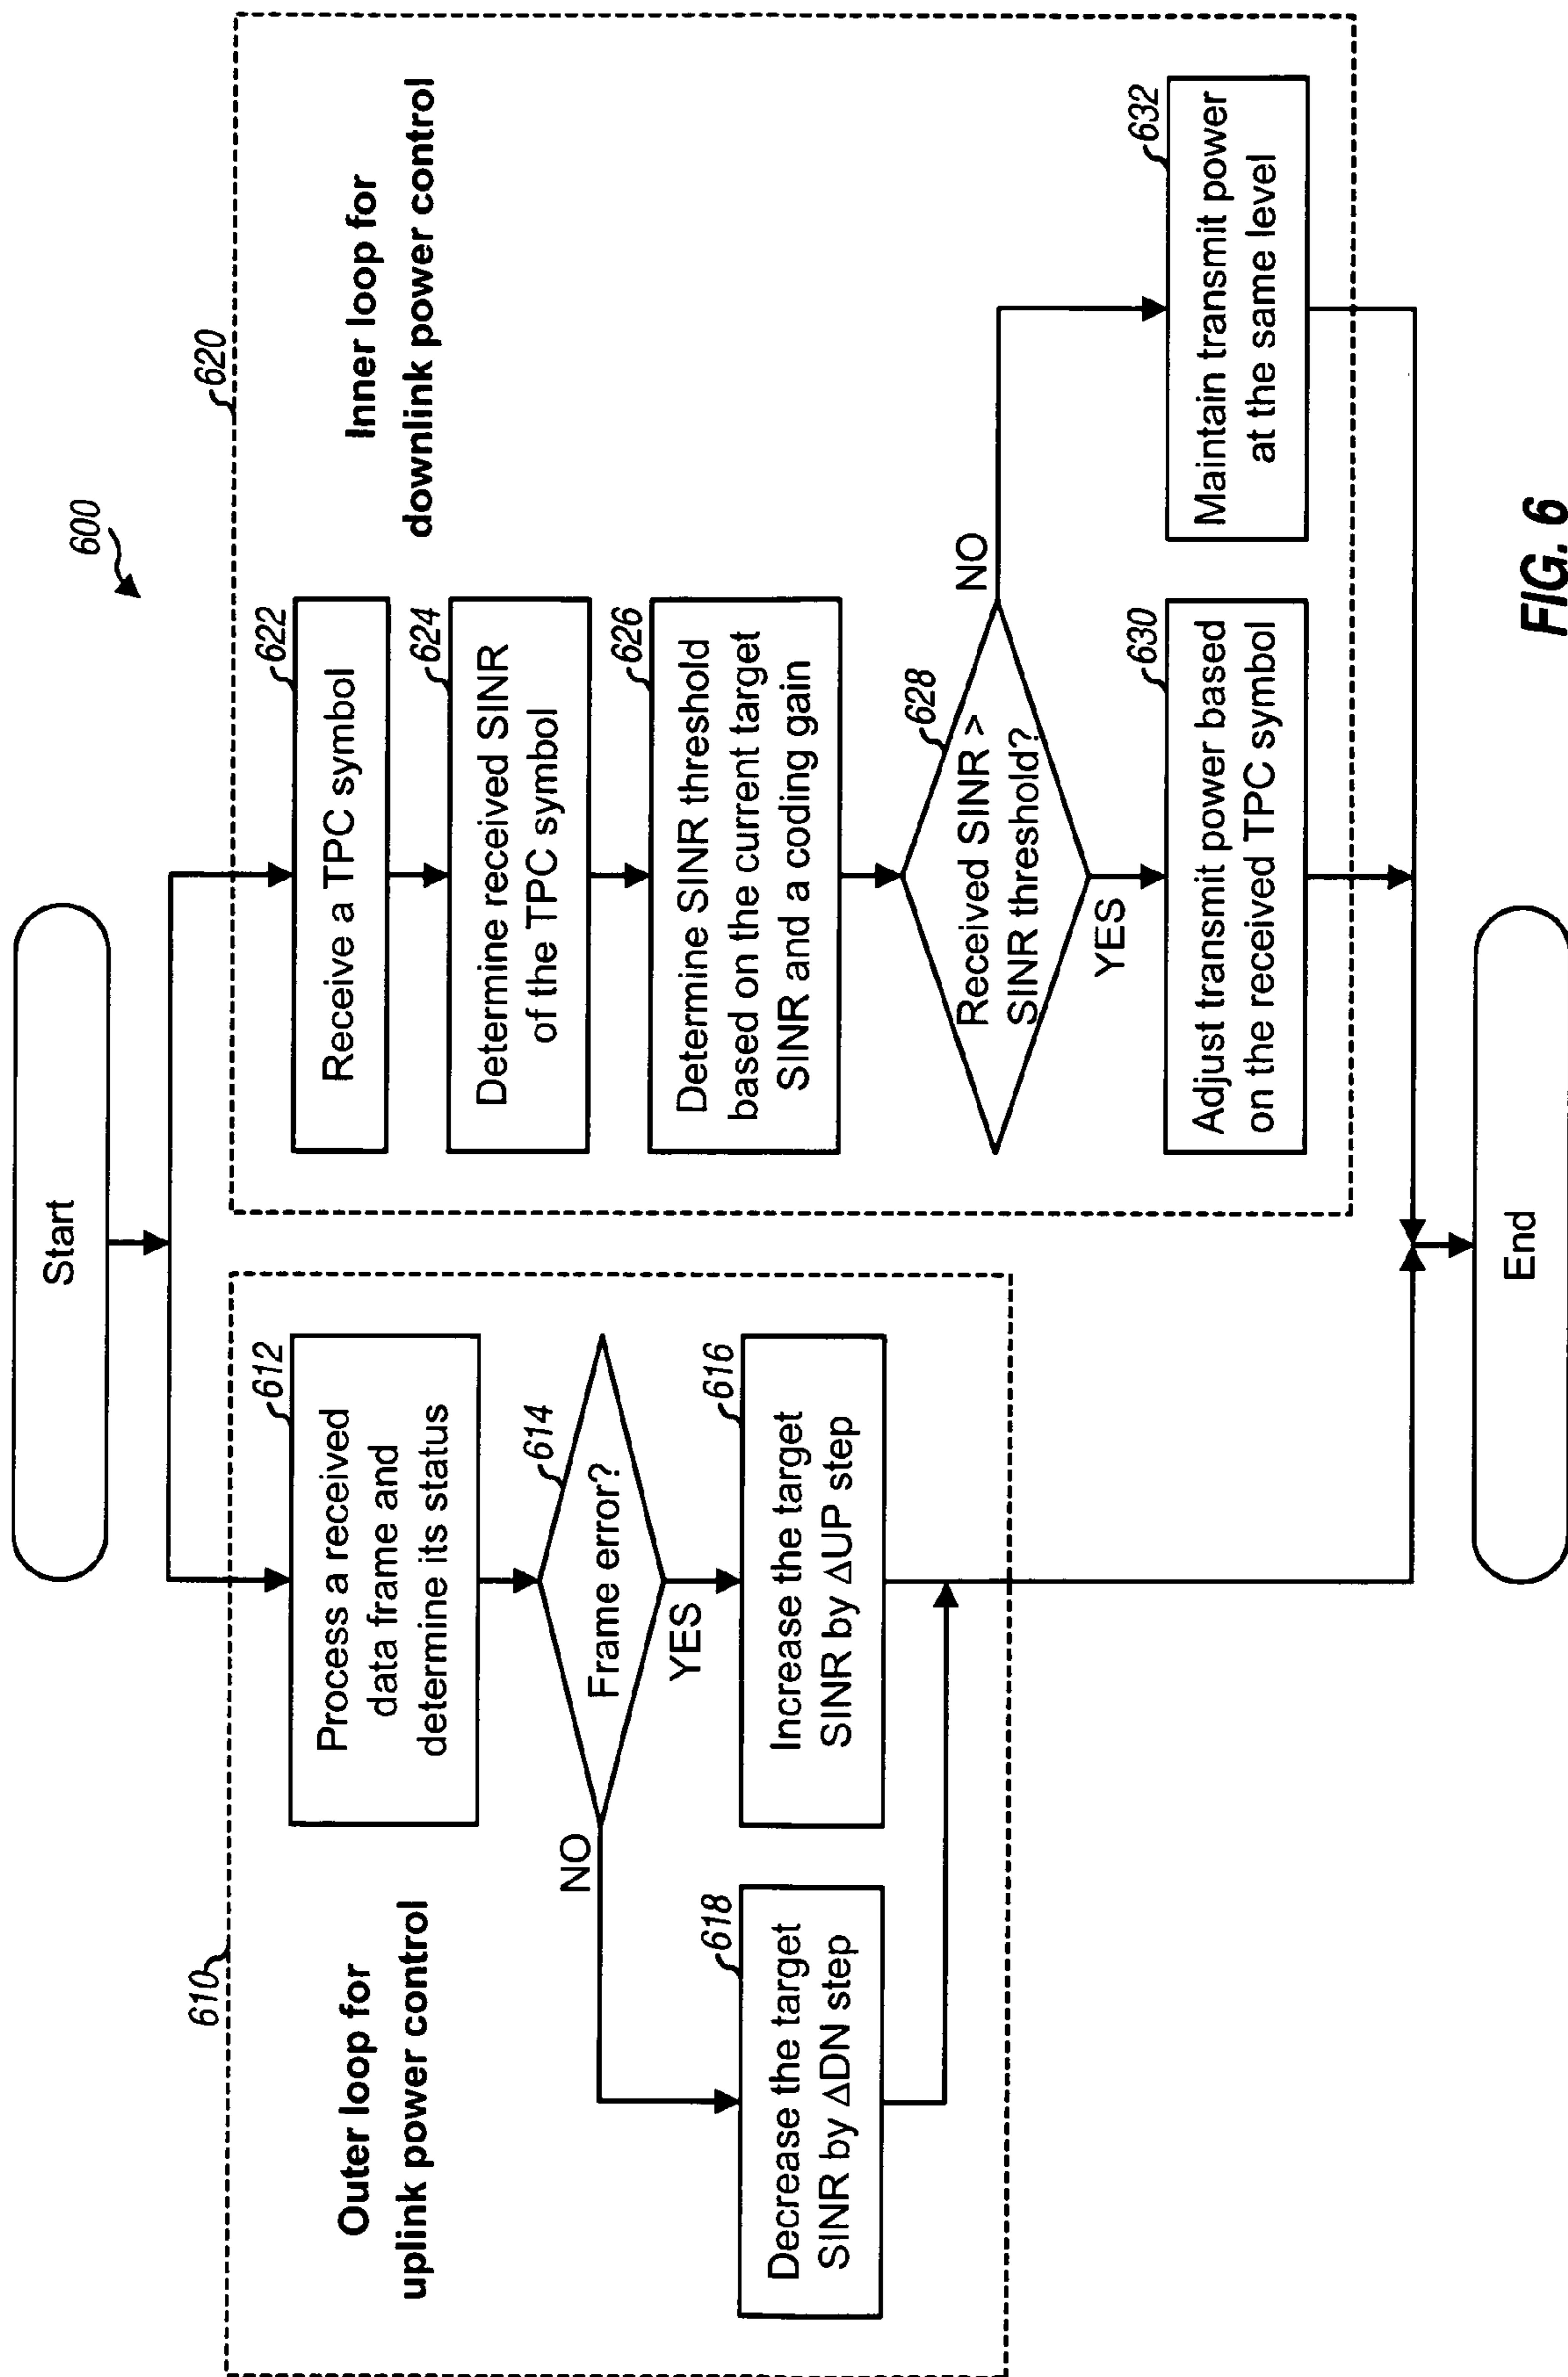 600
Start
610
Outer loop for
uplink power control
612
Process a received
data frame and
determine its status
614
Frame error?
NO
YES
616
Increase the target
SINR by ΔUP step
618
Decrease the target
SINR by ΔDN step
620
Inner loop for
downlink power control
622
Receive a TPC symbol
624
Determine received SINR
of the TPC symbol
626
Determine SINR threshold
based on the current target
SINR and a coding gain
628
Received SINR >
SINR threshold?
NO
YES
630
Adjust transmit power based
on the received TPC symbol
632
Maintain transmit power
at the same level
End
FIG. 6